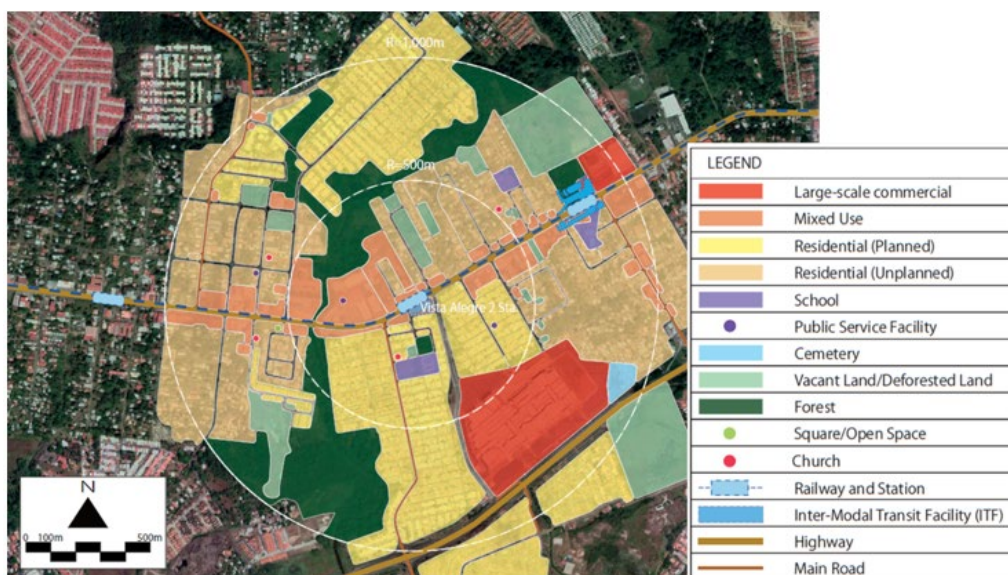 R=1,000m
R=500m
Vista Alegre 2 Sta.
LEGEND
Large-scale commercial
Mixed Use
Residential (Planned)
Residential (Unplanned)
School
Public Service Facility
Cemetery
Vacant Land/Deforested Land
Forest
Square/Open Space
Church
Railway and Station
Inter-Modal Transit Facility (ITF)
Highway
Main Road
N
0 100m 500m